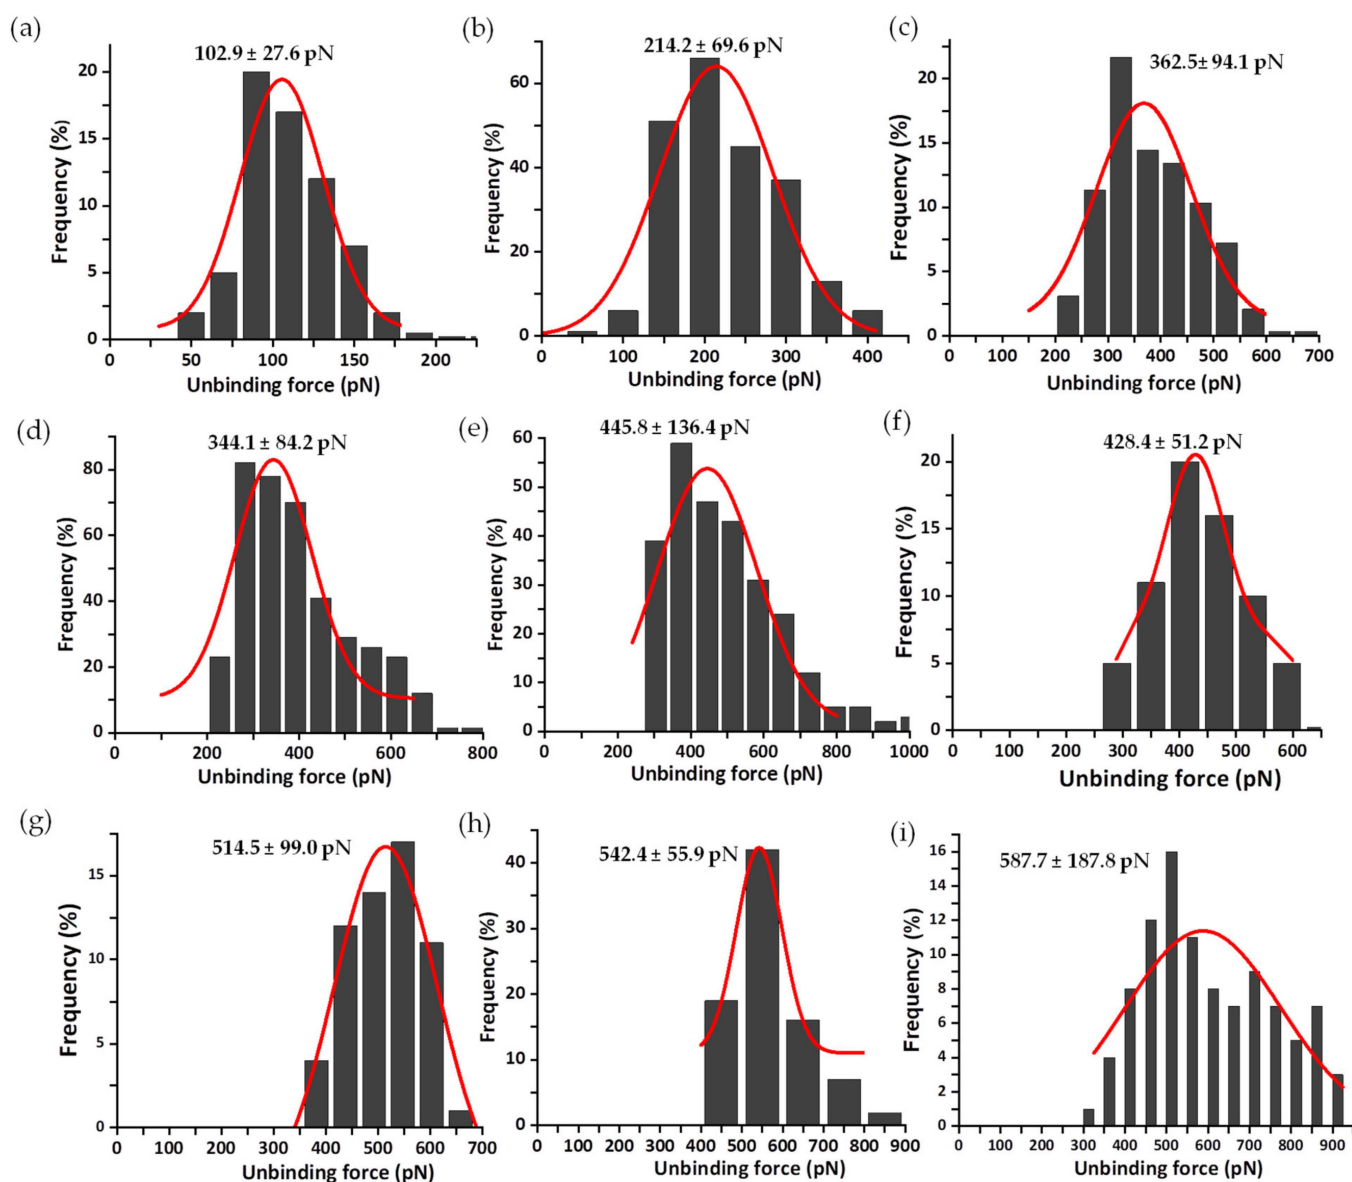 (a)
102.9 ± 27.6 pN
Frequency (%)
20
15
10
5
0
0 50 100 150 200
Unbinding force (pN)
(b)
214.2 ± 69.6 pN
Frequency (%)
60
40
20
0
0 100 200 300 400
Unbinding force (pN)
(c)
362.5± 94.1 pN
Frequency (%)
20
15
10
5
0
0 100 200 300 400 500 600 700
Unbinding force (pN)
(d)
344.1 ± 84.2 pN
Frequency (%)
80
60
40
20
0
0 200 400 600 800
Unbinding force (pN)
(e)
445.8 ± 136.4 pN
Frequency (%)
60
50
40
30
20
10
0
0 200 400 600 800 1000
Unbinding force (pN)
(f)
428.4 ± 51.2 pN
Frequency (%)
20
15
10
5
0
0 100 300 400 500 600
Unbinding force (pN)
(g)
514.5 ± 99.0 pN
Frequency (%)
15
10
5
0
0 100 300 400 500 600 700
Unbinding force (pN)
(h)
542.4 ± 55.9 pN
Frequency (%)
40
30
20
10
0
0 100 300 400 500 600 700 800 900
Unbinding force (pN)
(i)
587.7 ± 187.8 pN
Frequency (%)
16
14
12
10
8
6
4
2
0
0 100 300 400 500 600 700 800 900
Unbinding force (pN)